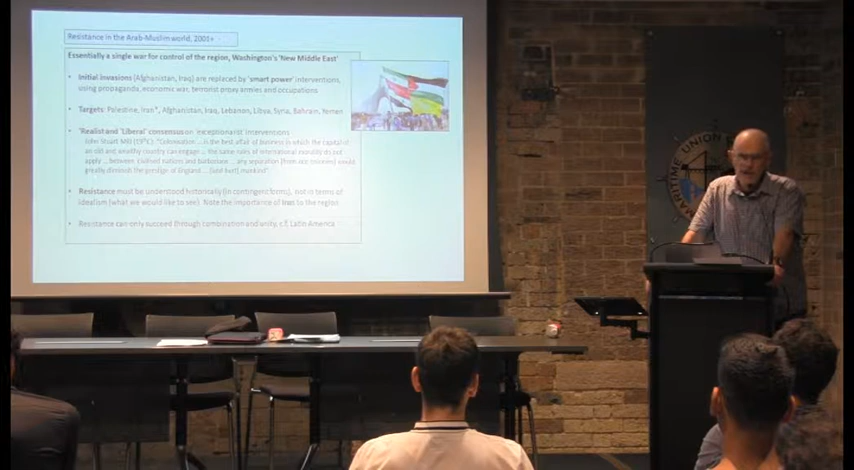 Resistance in the Arab-Muslim world, 2001+
Essentially a single war for control of the region, Washington's 'New Middle East'
• Initial invasions (Afghanistan, Iraq) are replaced by 'smart power' interventions,
using propaganda, economic war, terrorist proxy armies and occupations
• Targets: Palestine, Iran*, Afghanistan, Iraq, Lebanon, Libya, Syria, Bahrain, Yemen
• 'Realist and 'Liberal' consensus on 'exceptionalist' interventions
John Stuart Mill "Colonisation ... is the best affair of business in which the capital of
an old and wealthy country can engage ... the same rules of international morality do not
apply ... between civilised nations and barbarians ... any separation would
greatly diminish the prestige of England ... mankind"
• Resistance must be understood historically (in contingent forms), not in terms of
idealism (what we would like to see). Note the importance of Iran to the region
• Resistance can only succeed through combination and unity, c.f. Latin America
MARITIME UNION